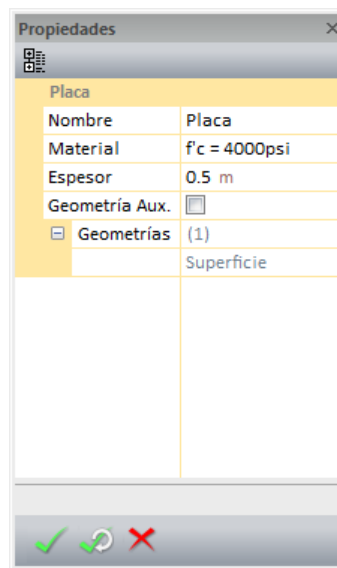 Propiedades
Placa
Nombre Placa
Material f'c = 4000psi
Espesor 0.5 m
Geometría Aux.
Geometrías (1)
Superficie